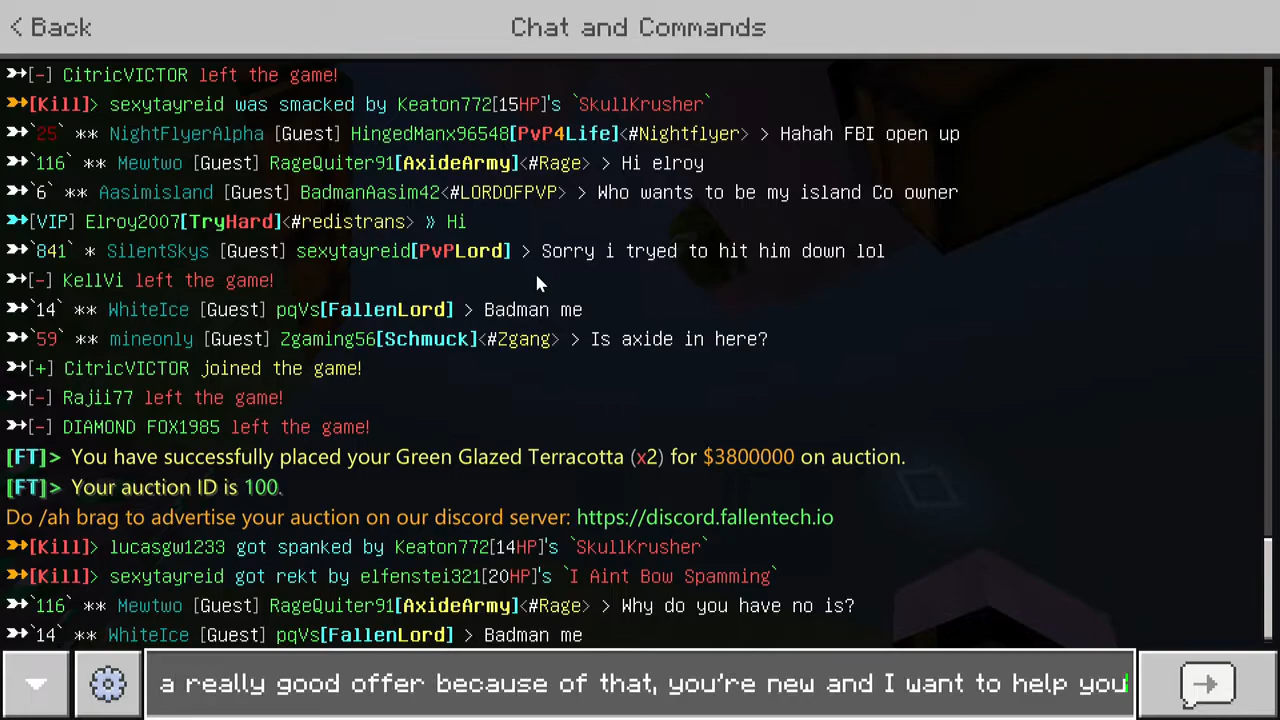 < Back
Chat and Commands
➳[-] CitricVICTOR left the game!
➳[Kill]> sexytayreid was smacked by Keaton772[15HP]'s `SkullKrusher`
➳`25` ** NightFlyerAlpha [Guest] HingedManx96548[PvP4Life]<#Nightflyer> > Hahah FBI open up
➳`116` ** Mewtwo [Guest] RageQuiter91[AxideArmy]<#Rage> > Hi elroy
➳`6` ** Aasimisland [Guest] BadmanAasim42<#LORDOFPVP> > Who wants to be my island Co owner
➳[VIP] Elroy2007[TryHard]<#redistrans> » Hi
➳`841` * SilentSkys [Guest] sexytayreid[PvPLord] > Sorry i tryed to hit him down lol
➳[-] KellVi left the game!
➳`14` ** WhiteIce [Guest] pqVs[FallenLord] > Badman me
➳`59` ** mineonly [Guest] Zgaming56[Schmuck]<#Zgang> > Is axide in here?
➳[+] CitricVICTOR joined the game!
➳[-] Rajii77 left the game!
➳[-] DIAMOND FOX1985 left the game!
[FT]> You have successfully placed your Green Glazed Terracotta (x2) for $3800000 on auction.
[FT]> Your auction ID is 100.
Do /ah brag to advertise your auction on our discord server: https://discord.fallentech.io
➳[Kill]> lucasgw1233 got spanked by Keaton772[14HP]'s `SkullKrusher`
➳[Kill]> sexytayreid got rekt by elfenstei321[20HP]'s `I Aint Bow Spamming`
➳`116` ** Mewtwo [Guest] RageQuiter91[AxideArmy]<#Rage> > Why do you have no is?
➳`14` ** WhiteIce [Guest] pqVs[FallenLord] > Badman me
a really good offer because of that, you're new and I want to help you